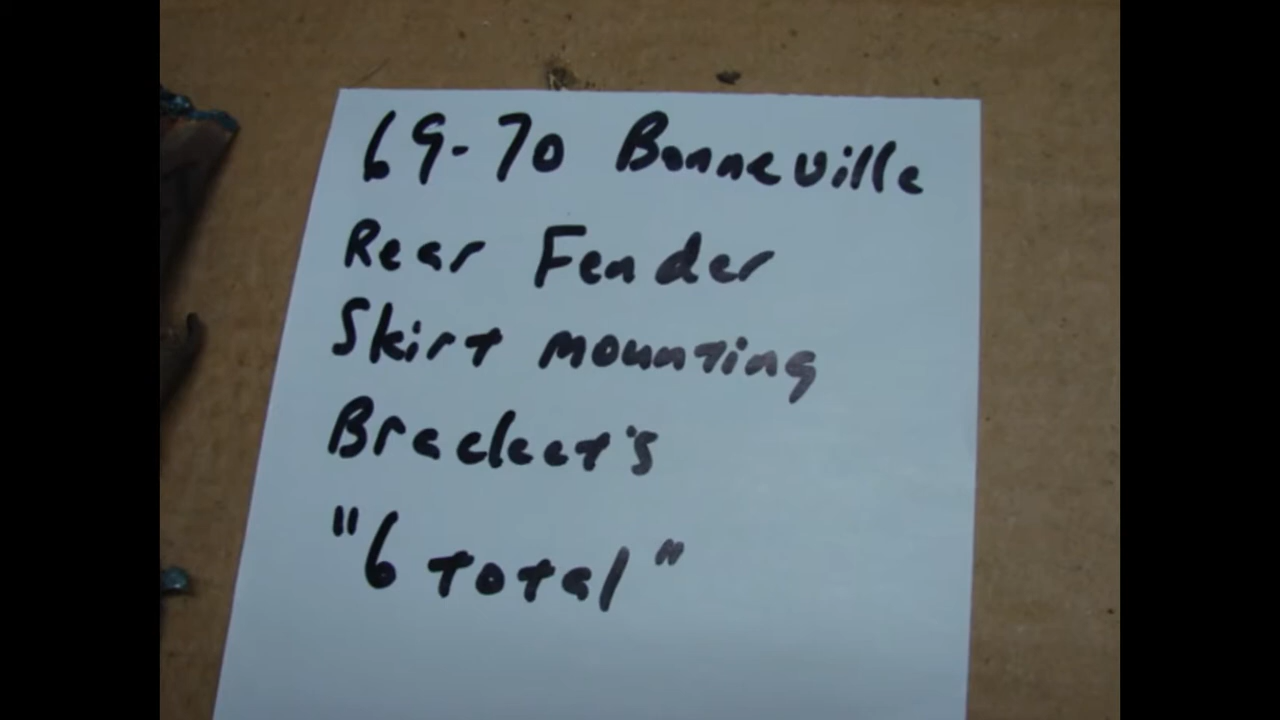 69-70 Bonneville
Rear Fender
Skirt mounting
Bracket's
"6 total"